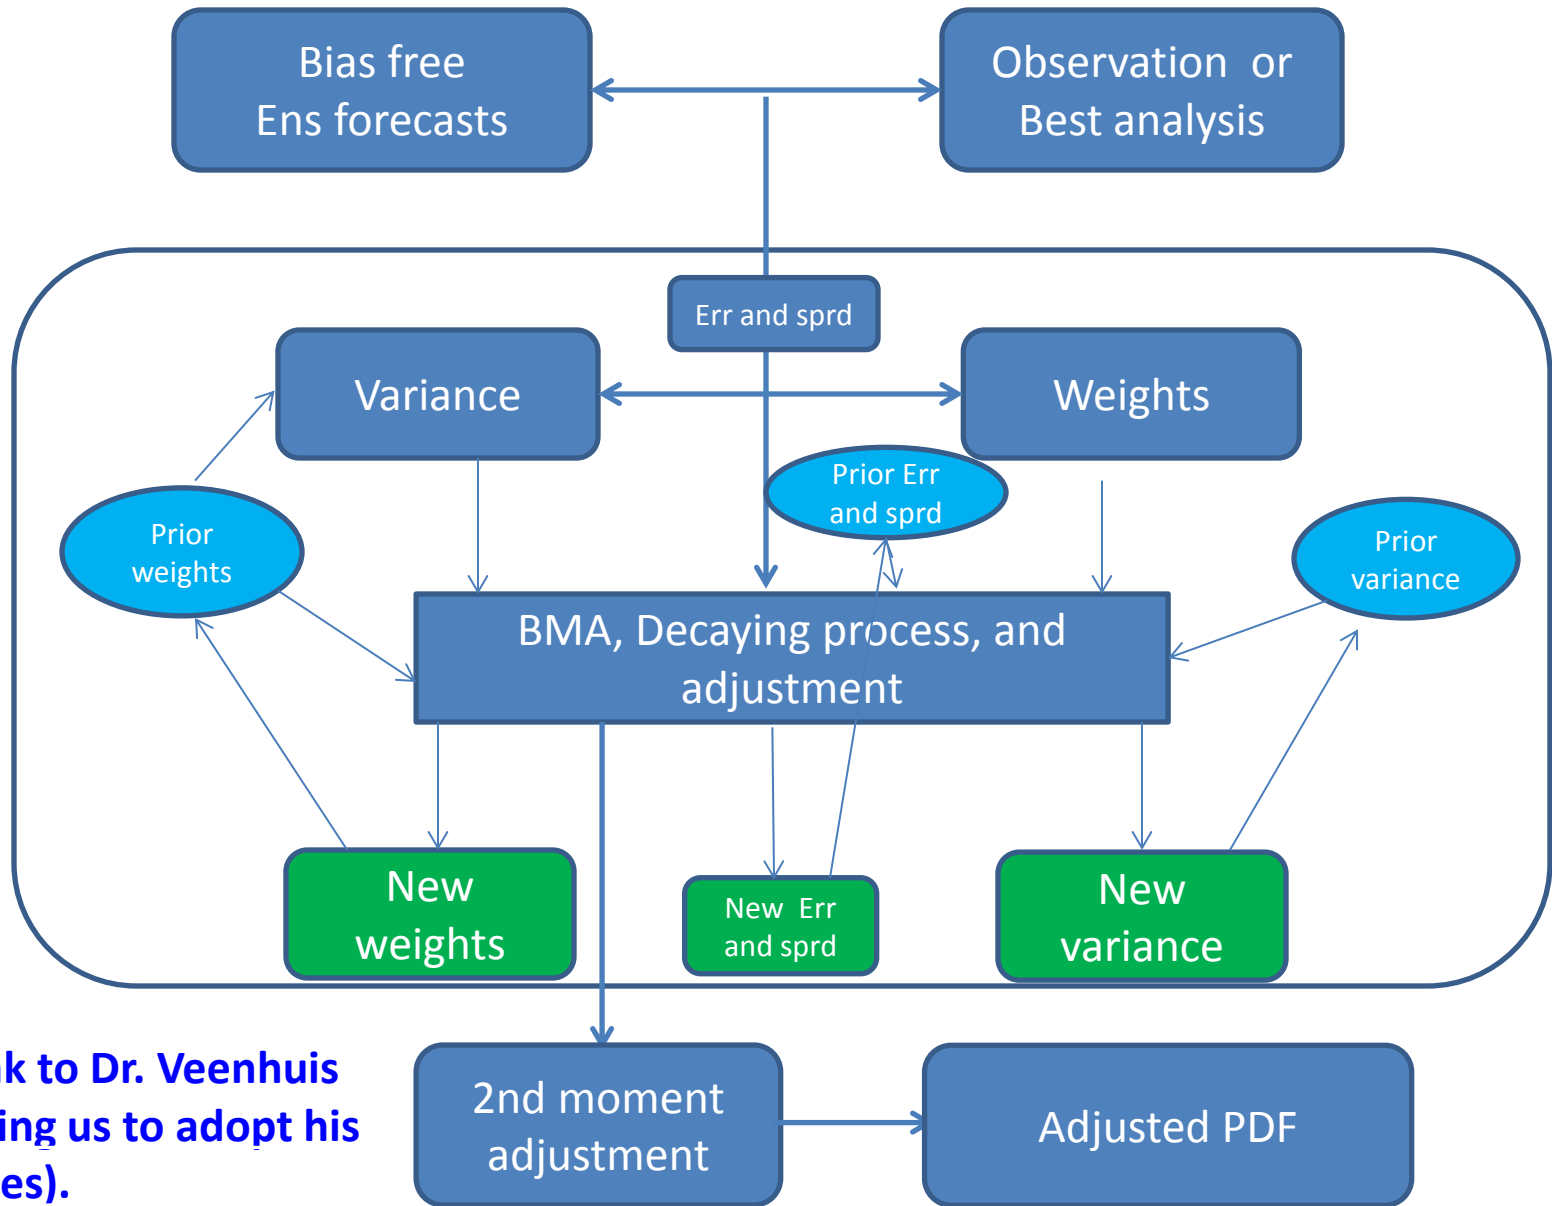 Bias free
Ens forecasts
Observation or
Best analysis
Err and sprd
Variance
Weights
Prior Err
and sprd
Prior
weights
Prior
variance
BMA, Decaying process, and
adjustment
New
weights
New Err
and sprd
New
variance
to Dr. Veenhuis
us to adopt his
2nd moment
adjustment
Adjusted PDF